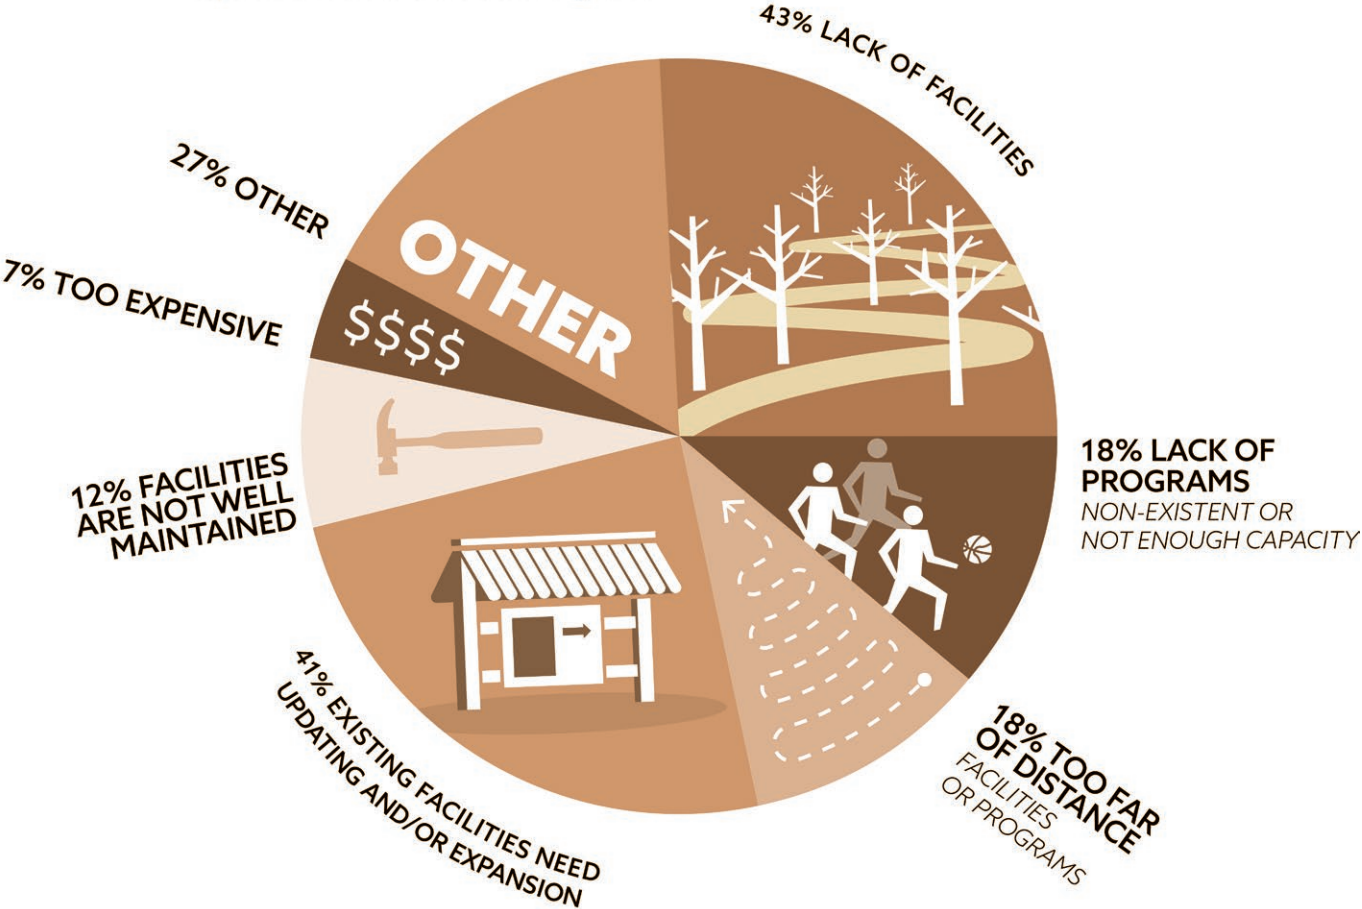 43% LACK OF FACILITIES
27% OTHER
OTHER
7% TOO EXPENSIVE
$$$$
12% FACILITIES
ARE NOT WELL
MAINTAINED
18% LACK OF
PROGRAMS
NON-EXISTENT OR
NOT ENOUGH CAPACITY
41% EXISTING FACILITIES NEED
UPDATING AND/OR EXPANSION
18% TOO FAR
OF DISTANCE
FACILITIES
OR PROGRAMS